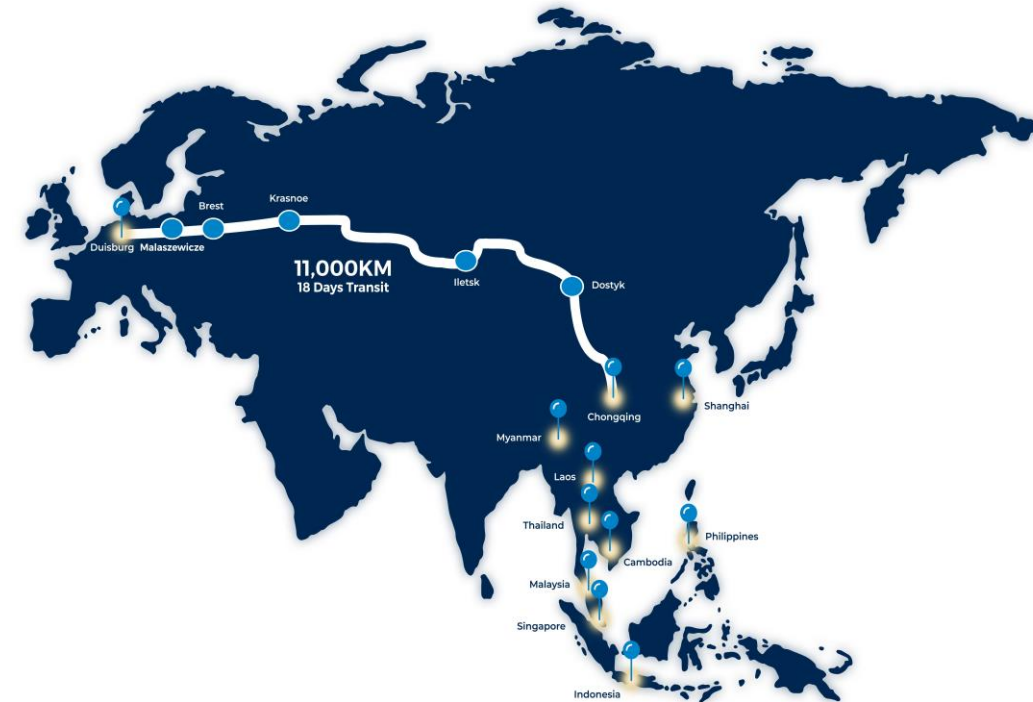 Krasnoe
Brest
Duisburg
Malaszewicze
11,000KM
18 Days Transit
Iletsk
Dostyk
Chongqing
Shanghai
Myanmar
Laos
Thailand
Philippines
Cambodia
Malaysia
Singapore
Indonesia